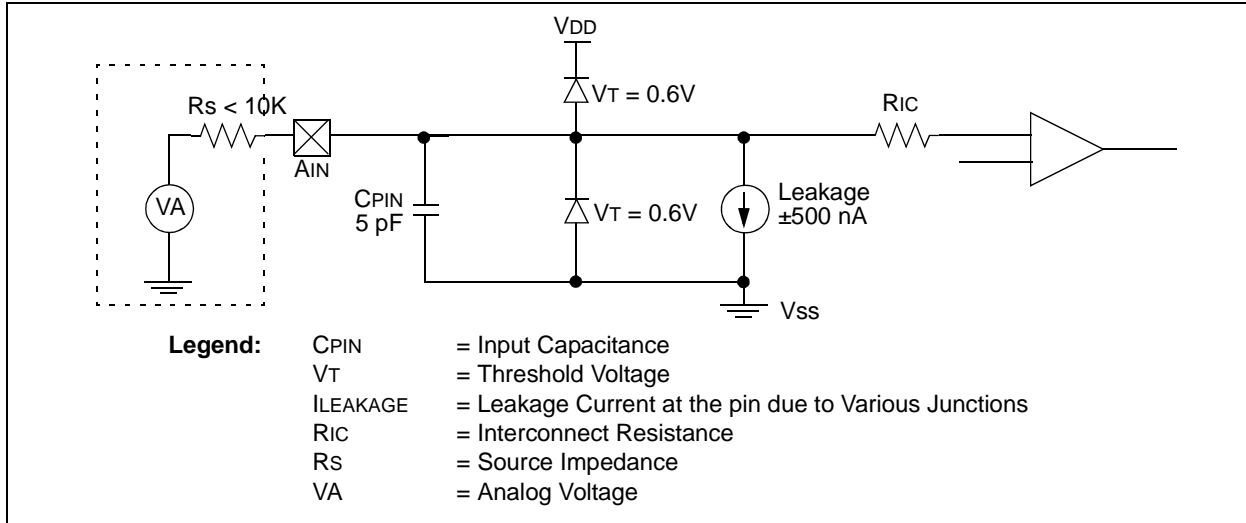 VDD
VT = 0.6V
RS < 10K
RIC
AIN
VA
CPIN
5 pF
VT = 0.6V
Leakage
±500 nA
VSS
Legend:
CPIN = Input Capacitance
VT = Threshold Voltage
ILEAKAGE = Leakage Current at the pin due to Various Junctions
RIC = Interconnect Resistance
RS = Source Impedance
VA = Analog Voltage